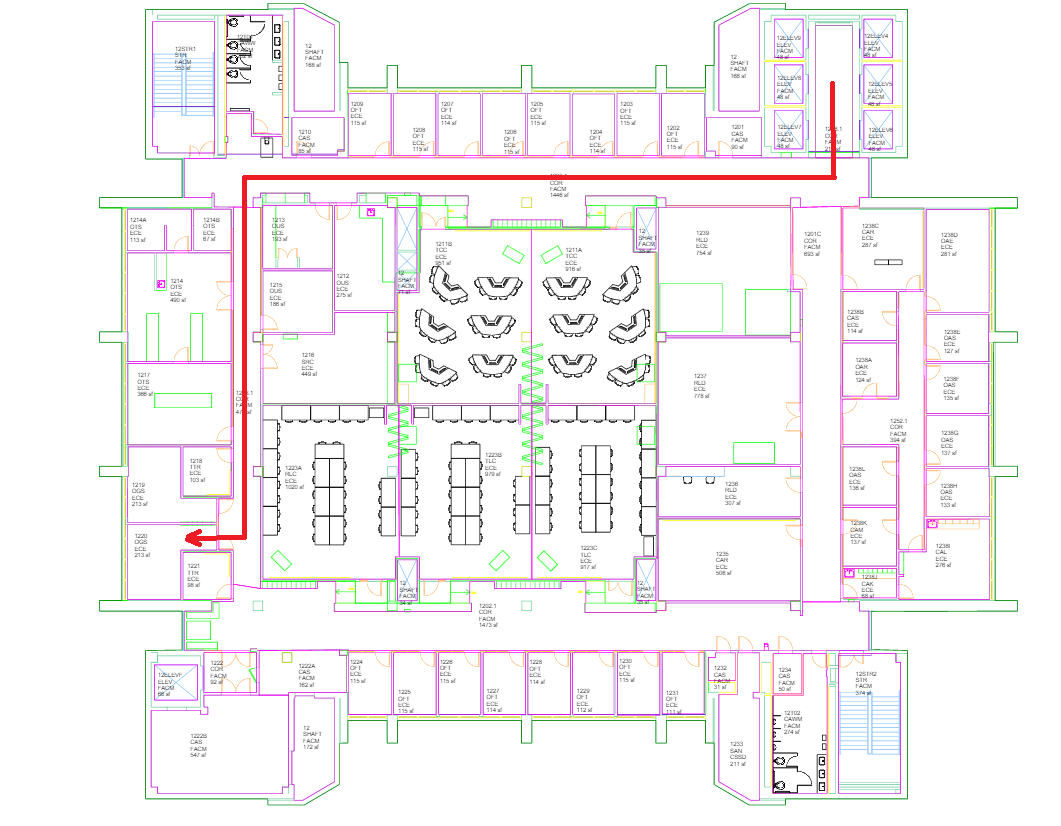 12STR1
STR
FACM
353 sf
12
SHAFT
FACM
168 sf
12
SHAFT
FACM
168 sf
12ELEV9
ELEV
FACM
48 sf
12ELEV4
ELEV
FACM
48 sf
12ELEV8
ELEV
FACM
48 sf
12ELEV5
ELEV
FACM
48 sf
12ELEV7
ELEV
FACM
48 sf
12ELEV6
ELEV
FACM
48 sf
COR
FACM
1210
CAS
FACM
85 sf
1209
OFT
ECE
115 sf
1208
OFT
ECE
115 sf
1207
OFT
ECE
114 sf
1206
OFT
ECE
115 sf
1205
OFT
ECE
115 sf
1204
OFT
ECE
114 sf
1203
OFT
ECE
115 sf
1202
OFT
ECE
115 sf
1201
CAS
FACM
90 sf
COR
FACM
1446 sf
1214A
OTS
ECE
113 sf
1214B
OTS
ECE
67 sf
1213
OUS
ECE
193 sf
1211B
TCC
ECE
951 sf
1211A
TCC
ECE
916 sf
12
SHAFT
FACM
1239
RLD
ECE
754 sf
1201C
COR
FACM
693 sf
1238C
CAR
ECE
287 sf
1238D
OAE
ECE
281 sf
1214
OTS
ECE
490 sf
1215
OUS
ECE
186 sf
1212
OUS
ECE
275 sf
12
SHAFT
FACM
1238B
CAS
ECE
114 sf
1238E
OAS
ECE
127 sf
1216
SRC
ECE
449 sf
1217
OTS
ECE
366 sf
COR
FACM
1237
RLD
ECE
778 sf
1238A
OAR
ECE
124 sf
1238F
OAS
ECE
135 sf
1252.1
COR
FACM
394 sf
1238G
OAS
ECE
137 sf
1218
TTR
ECE
103 sf
1219
OGS
ECE
213 sf
1223A
RLC
ECE
1020 sf
1223B
TLC
ECE
979 sf
1236
RLD
ECE
307 sf
1238L
OAS
ECE
136 sf
1238H
OAS
ECE
133 sf
1220
OGS
ECE
213 sf
1221
TTR
ECE
98 sf
1223C
TLC
ECE
917 sf
1235
CAR
ECE
508 sf
1238K
CAM
ECE
137 sf
1238I
CAL
ECE
276 sf
1238J
CAK
ECE
68 sf
12
SHAFT
FACM
34 sf
12
SHAFT
FACM
35 sf
1202.1
COR
FACM
1473 sf
12ELEVF
ELEV
FACM
66 sf
1222
COR
FACM
92 sf
1222A
CAS
FACM
162 sf
1224
OFT
ECE
115 sf
1225
OFT
ECE
115 sf
1226
OFT
ECE
115 sf
1227
OFT
ECE
114 sf
1228
OFT
ECE
114 sf
1229
OFT
ECE
112 sf
1230
OFT
ECE
115 sf
1231
OFT
ECE
111 sf
1232
CAS
FACM
31 sf
1234
CAS
FACM
50 sf
12STR2
STR
FACM
374 sf
1222B
CAS
FACM
547 sf
12
SHAFT
FACM
172 sf
1233
SAN
CSSD
211 sf
12T02
CAWM
FACM
274 sf